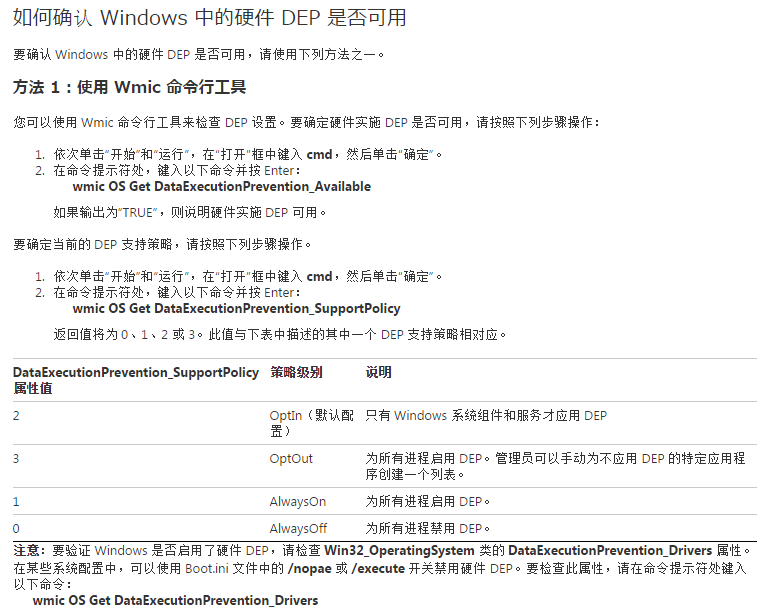 如何确认 Windows 中的硬件 DEP 是否可用
要确认 Windows 中的硬件 DEP 是否可用，请使用下列方法之一。
方法 1：使用 Wmic 命令行工具
您可以使用 Wmic 命令行工具来检查 DEP 设置。要确定硬件实施 DEP 是否可用，请按照下列步骤操作：
1. 依次单击“开始”和“运行”，在“打开”框中键入 cmd，然后单击“确定”。
2. 在命令提示符处，键入以下命令并按 Enter：
wmic OS Get DataExecutionPrevention_Available
如果输出为“TRUE”，则说明硬件实施 DEP 可用。
要确定当前的 DEP 支持策略，请按照下列步骤操作。
1. 依次单击“开始”和“运行”，在“打开”框中键入 cmd，然后单击“确定”。
2. 在命令提示符处，键入以下命令并按 Enter：
wmic OS Get DataExecutionPrevention_SupportPolicy
返回值将为 0、1、2 或 3。此值与下表中描述的其中一个 DEP 支持策略相对应。
DataExecutionPrevention_SupportPolicy 策略级别 说明
属性值
2 OptIn（默认配 只有 Windows 系统组件和服务才应用 DEP
置）
3 OptOut 为所有进程启用 DEP。管理员可以手动为不应用 DEP 的特定应用程
序创建一个列表。
1 AlwaysOn 为所有进程启用 DEP。
0 AlwaysOff 为所有进程禁用 DEP。
注意：要验证 Windows 是否启用了硬件 DEP，请检查 Win32_OperatingSystem 类的 DataExecutionPrevention_Drivers 属性。
在某些系统配置中，可以使用 Boot.ini 文件中的 /nopae 或 /execute 开关禁用硬件 DEP。要检查此属性，请在命令提示符处键入
以下命令：
wmic OS Get DataExecutionPrevention_Drivers